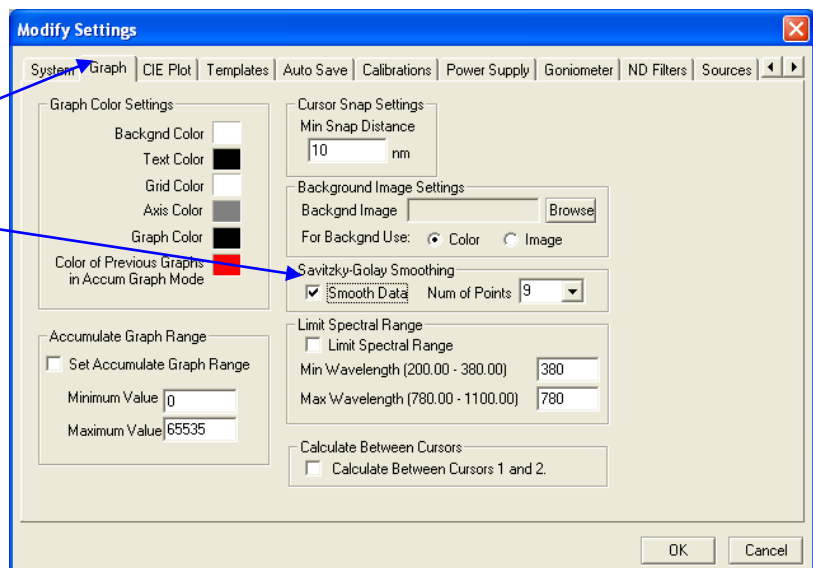 Modify Settings
System Graph CIE Plot Templates Auto Save Calibrations Power Supply Goniometer ND Filters Sources
Graph Color Settings
Backgnd Color
Text Color
Grid Color
Axis Color
Graph Color
Color of Previous Graphs
in Accum Graph Mode
Accumulate Graph Range
Set Accumulate Graph Range
Minimum Value 0
Maximum Value 65535
Cursor Snap Settings
Min Snap Distance
10 nm
Background Image Settings
Backgnd Image Browse
For Backgnd Use: Color Image
Savitzky-Golay Smoothing
Smooth Data Num of Points 9
Limit Spectral Range
Limit Spectral Range
Min Wavelength (200.00 - 380.00) 380
Max Wavelength (780.00 - 1100.00) 780
Calculate Between Cursors
Calculate Between Cursors 1 and 2.
OK Cancel